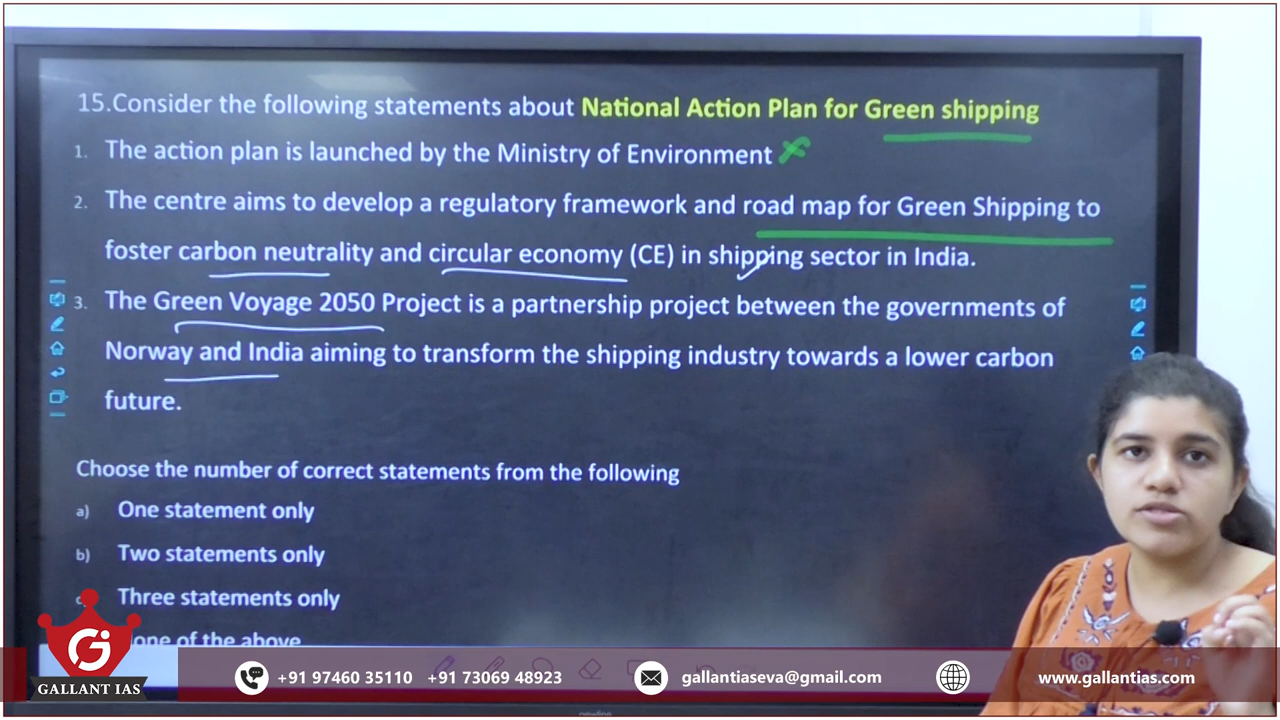 15.Consider the following statements about National Action Plan for Green shipping
1. The action plan is launched by the Ministry of Environment
2. The centre aims to develop a regulatory framework and road map for Green Shipping to
foster carbon neutrality and circular economy (CE) in shipping sector in India.
3. The Green Voyage 2050 Project is a partnership project between the governments of
Norway and India aiming to transform the shipping industry towards a lower carbon
future.
Choose the number of correct statements from the following
a) One statement only
b) Two statements only
c) Three statements only
of the above
Gi
GALLANT IAS
+91 97460 35110 +91 73069 48923
gallantiaseva@gmail.com
www.gallantias.com